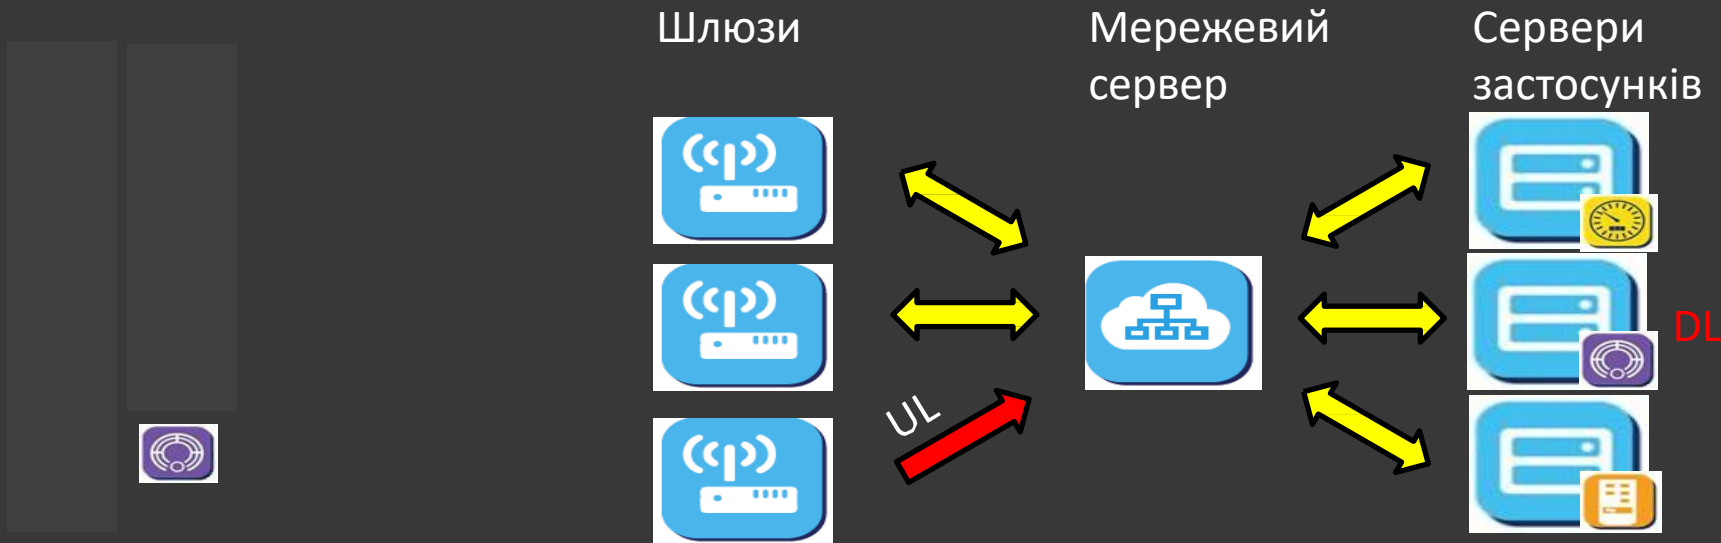 Шлюзи
Мережевий
сервер
Сервери
застосунків
UL
DL